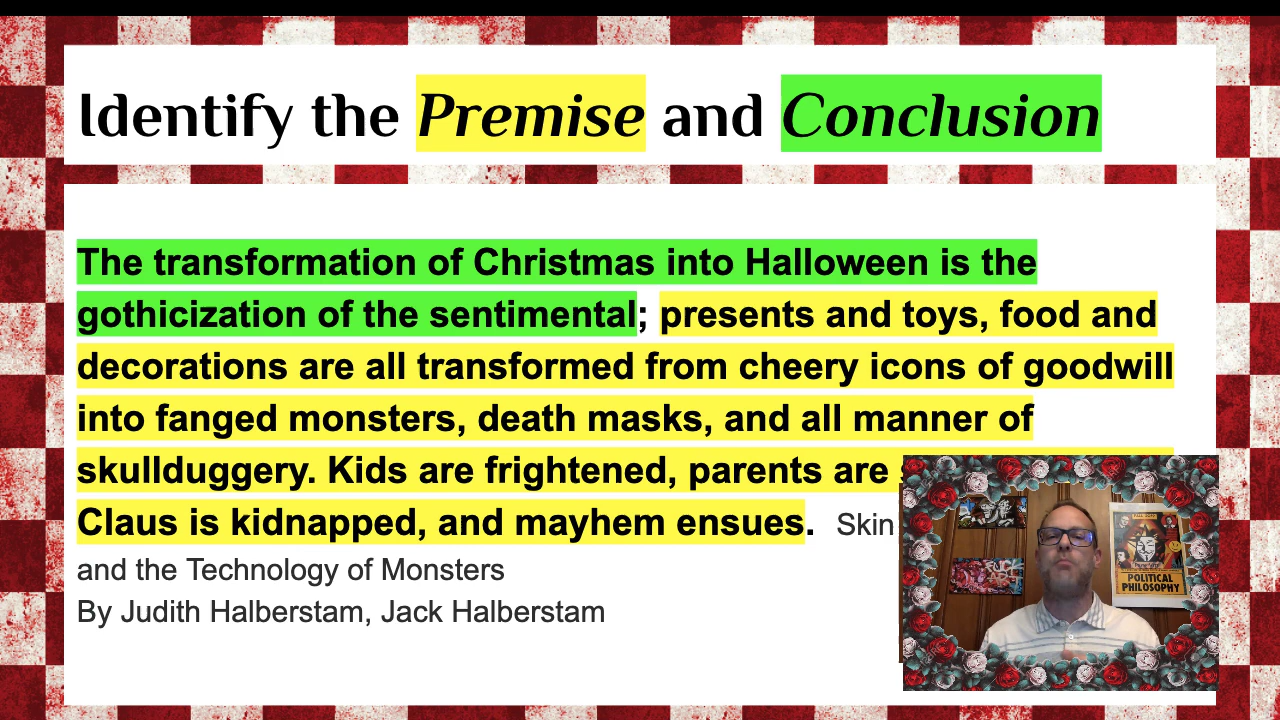 Identify the Premise and Conclusion
The transformation of Christmas into Halloween is the
gothicization of the sentimental; presents and toys, food and
decorations are all transformed from cheery icons of goodwill
into fanged monsters, death masks, and all manner of
skullduggery. Kids are frightened, parents are
Claus is kidnapped, and mayhem ensues. Skin
and the Technology of Monsters
By Judith Halberstam, Jack Halberstam
POLITICAL
PHILOSOPHY